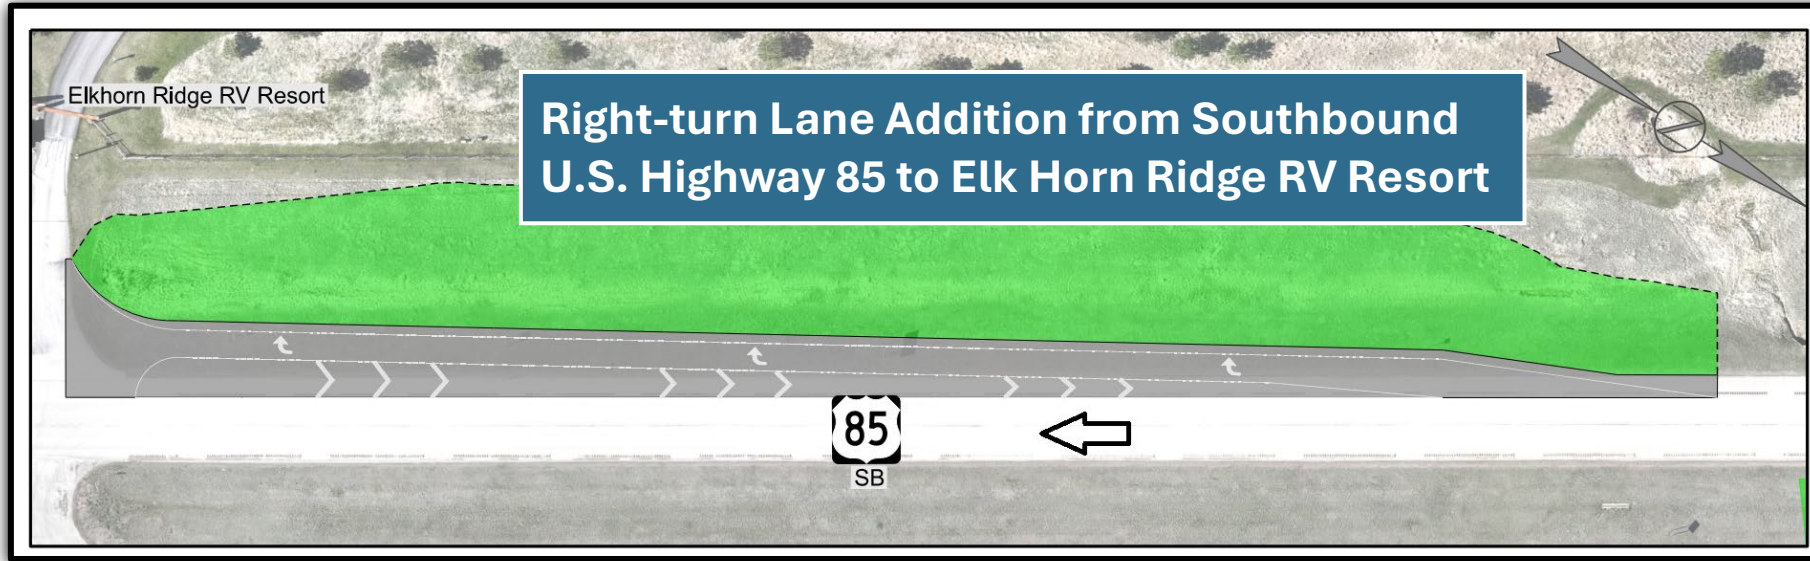 Elkhorn Ridge RV Resort
Right-turn Lane Addition from Southbound
U.S. Highway 85 to Elk Horn Ridge RV Resort
85
SB